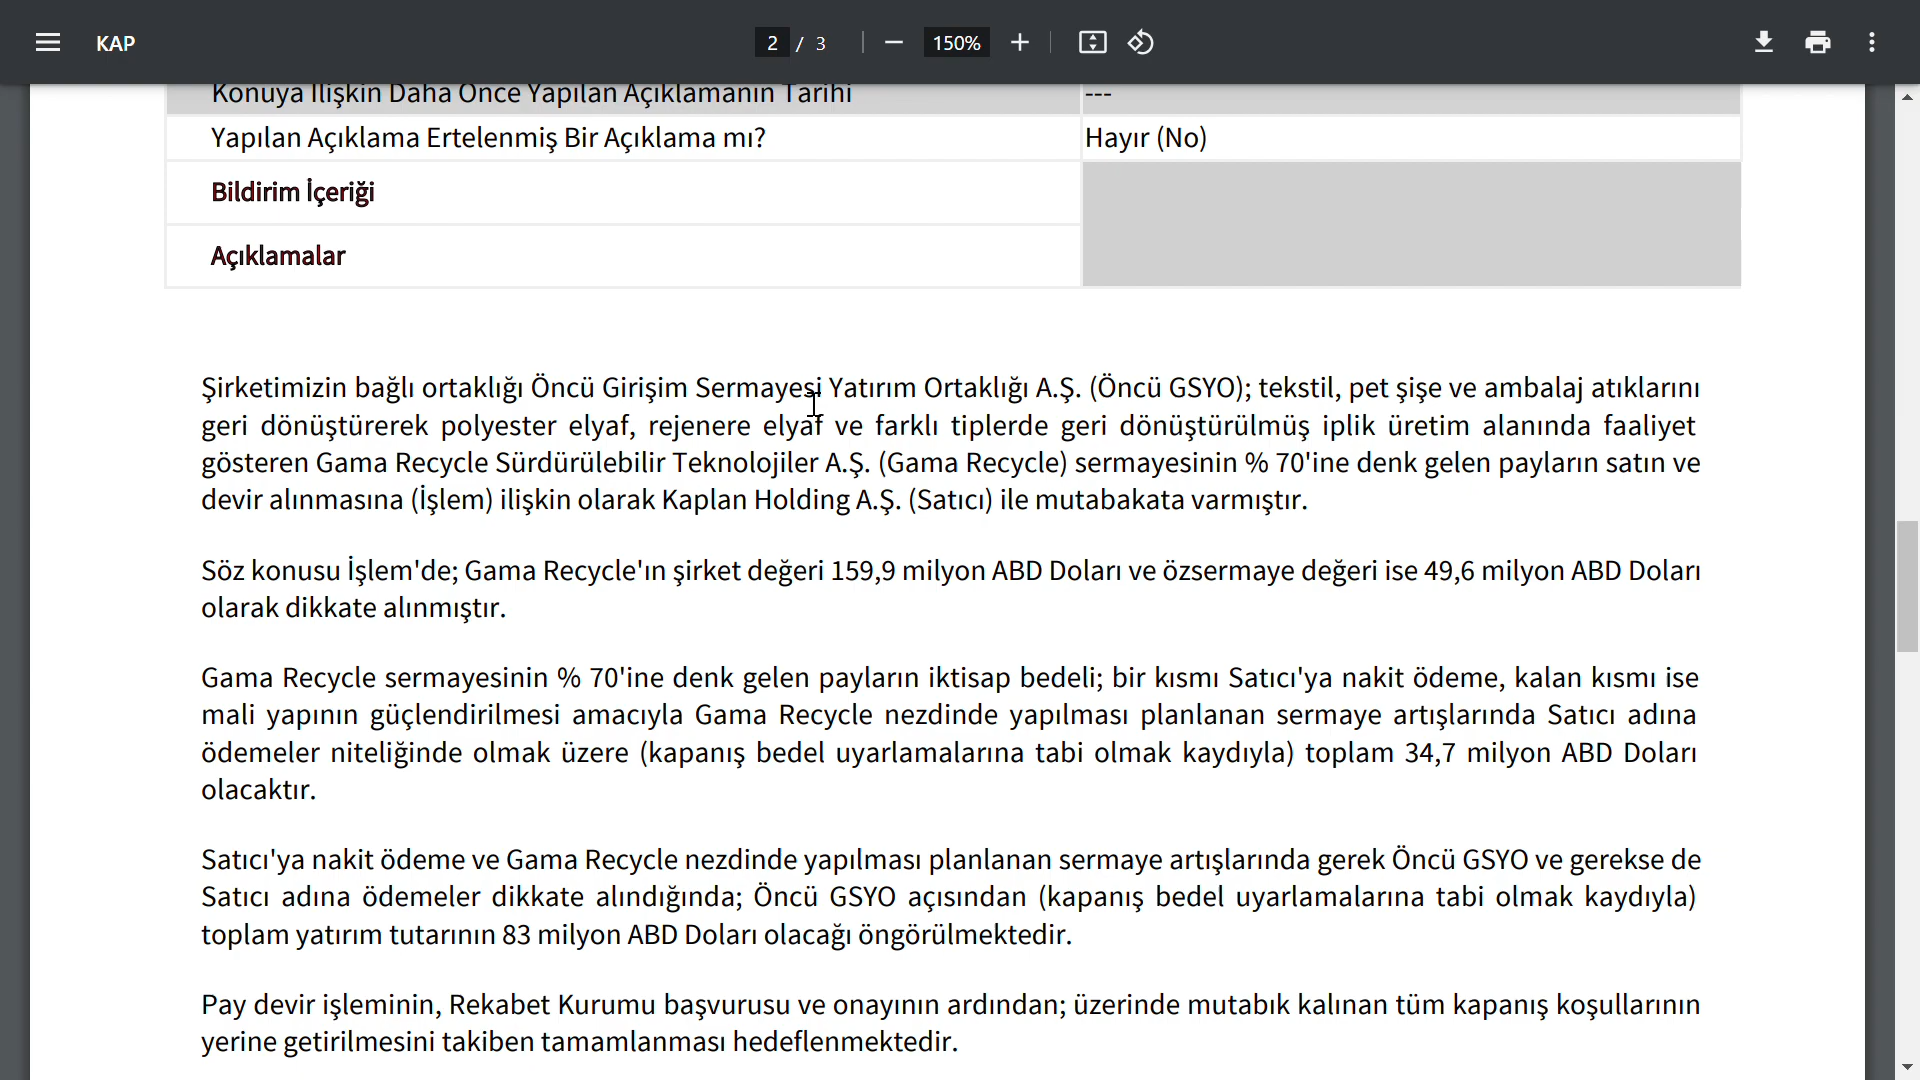 KAP
2 / 3
150%
Konuya İlişkin Daha Önce Yapılan Açıklamanın Tarihi
---
Yapılan Açıklama Ertelenmiş Bir Açıklama mı?
Hayır (No)
Bildirim İçeriği
Açıklamalar
Şirketimizin bağlı ortaklığı Öncü Girişim Sermayesi Yatırım Ortaklığı A.Ş. (Öncü GSYO); tekstil, pet şişe ve ambalaj atıklarını
geri dönüştürerek polyester elyaf, rejenere elyaf ve farklı tiplerde geri dönüştürülmüş iplik üretim alanında faaliyet
gösteren Gama Recycle Sürdürülebilir Teknolojiler A.Ş. (Gama Recycle) sermayesinin % 70'ine denk gelen payların satın ve
devir alınmasına (İşlem) ilişkin olarak Kaplan Holding A.Ş. (Satıcı) ile mutabakata varmıştır.
Söz konusu İşlem'de; Gama Recycle'ın şirket değeri 159,9 milyon ABD Doları ve özsermaye değeri ise 49,6 milyon ABD Doları
olarak dikkate alınmıştır.
Gama Recycle sermayesinin % 70'ine denk gelen payların iktisap bedeli; bir kısmı Satıcı'ya nakit ödeme, kalan kısmı ise
mali yapının güçlendirilmesi amacıyla Gama Recycle nezdinde yapılması planlanan sermaye artışlarında Satıcı adına
ödemeler niteliğinde olmak üzere (kapanış bedel uyarlamalarına tabi olmak kaydıyla) toplam 34,7 milyon ABD Doları
olacaktır.
Satıcı'ya nakit ödeme ve Gama Recycle nezdinde yapılması planlanan sermaye artışlarında gerek Öncü GSYO ve gerekse de
Satıcı adına ödemeler dikkate alındığında; Öncü GSYO açısından (kapanış bedel uyarlamalarına tabi olmak kaydıyla)
toplam yatırım tutarının 83 milyon ABD Doları olacağı öngörülmektedir.
Pay devir işleminin, Rekabet Kurumu başvurusu ve onayının ardından; üzerinde mutabık kalınan tüm kapanış koşullarının
yerine getirilmesini takiben tamamlanması hedeflenmektedir.